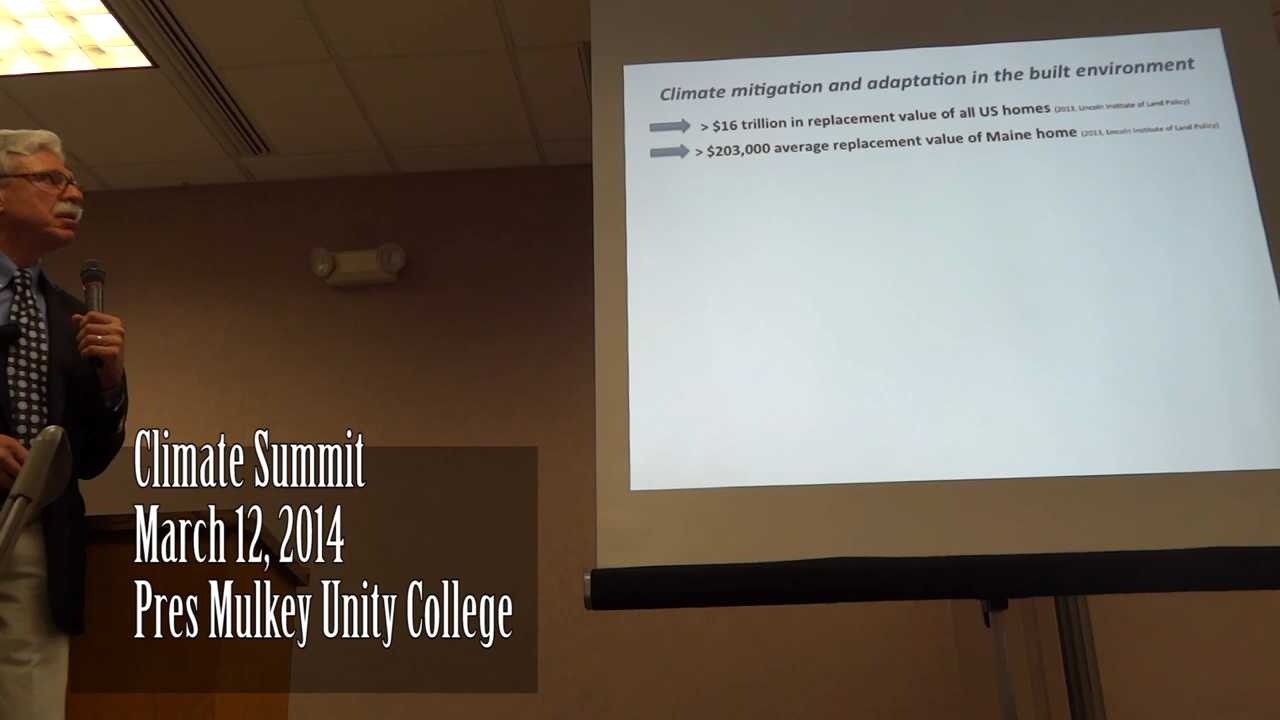 Climate mitigation and adaptation in the built environment
> $16 trillion in replacement value of all US homes (2013, Lincoln Institute of Land Policy)
> $203,000 average replacement value of Maine home (2013, Lincoln Institute of Land Policy)
Climate Summit
March 12, 2014
Pres Mulkey Unity College